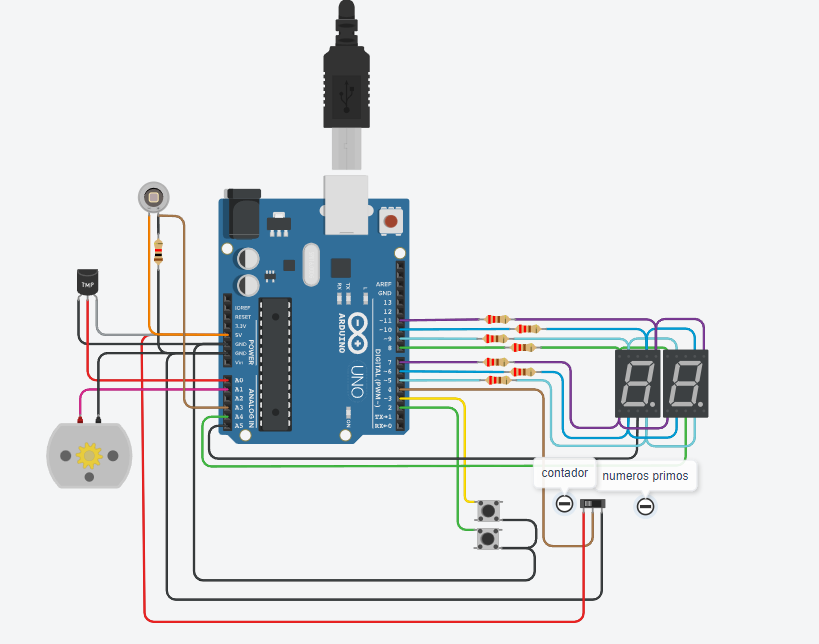 TMP
AREF
GND
13
12
~11
~10
~9
8
7
~6
~5
4
~3
2
TX→1
RX←0
DIGITAL (PWM~)
RX
TX
L
ARDUINO
UNO
ON
IOREF
RESET
3.3V
5V
GND
GND
Vin
POWER
A0
A1
A2
A3
A4
A5
ANALOG IN
contador
numeros primos